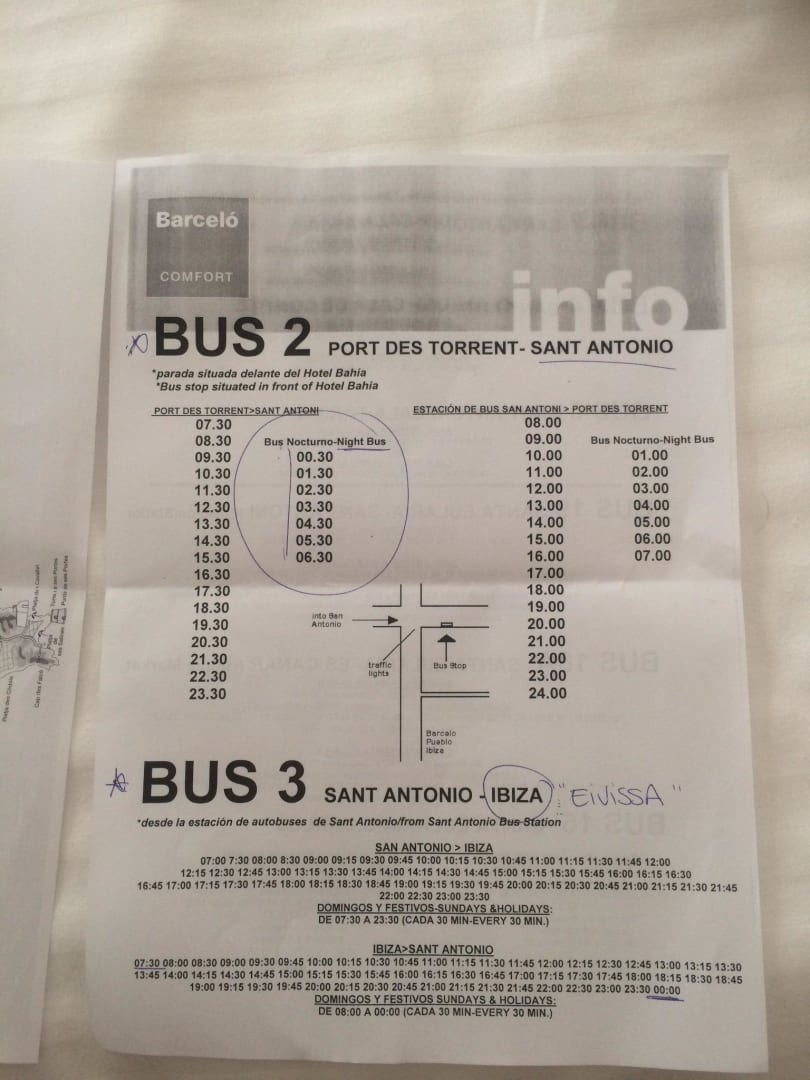 Barceló
COMFORT
info
BUS 2 PORT DES TORRENT- SANT ANTONIO
*parada situada delante del Hotel Bahía
*Bus stop situated in front of Hotel Bahía
PORT DES TORRENT>SANT ANTONI
07.30
08.30
09.30
10.30
11.30
12.30
13.30
14.30
15.30
16.30
17.30
18.30
19.30
20.30
21.30
22.30
23.30
Bus Nocturno-Night Bus
00.30
01.30
02.30
03.30
04.30
05.30
06.30
ESTACIÓN DE BUS SAN ANTONI > PORT DES TORRENT
08.00
09.00
10.00
11.00
12.00
13.00
14.00
15.00
16.00
17.00
18.00
19.00
20.00
21.00
22.00
23.00
24.00
Bus Nocturno-Night Bus
01.00
02.00
03.00
04.00
05.00
06.00
07.00
into San
Antonio
traffic
lights
Bus Stop
Barcelo
Pueblo
Ibiza
BUS 3 SANT ANTONIO - IBIZA "EIVISSA"
*desde la estación de autobuses de Sant Antonio/from Sant Antonio Bus Station
SAN ANTONIO > IBIZA
07:00 7:30 08:00 8:30 09:00 09:15 09:30 09:45 10:00 10:15 10:30 10:45 11:00 11:15 11:30 11:45 12:00
12:15 12:30 12:45 13:00 13:15 13:30 13:45 14:00 14:15 14:30 14:45 15:00 15:15 15:30 15:45 16:00 16:15 16:30
16:45 17:00 17:15 17:30 17:45 18:00 18:15 18:30 18:45 19:00 19:15 19:30 19:45 20:00 20:15 20:30 20:45 21:00 21:15 21:30 21:45
22:00 22:30 23:00 23:30
DOMINGOS Y FESTIVOS-SUNDAYS &HOLIDAYS:
DE 07:30 A 23:30 (CADA 30 MIN-EVERY 30 MIN.)
IBIZA>SANT ANTONIO
07:30 08:00 08:30 09:00 09:30 09:45 10:00 10:15 10:30 10:45 11:00 11:15 11:30 11:45 12:00 12:15 12:30 12:45 13:00 13:15 13:30
13:45 14:00 14:15 14:30 14:45 15:00 15:15 15:30 15:45 16:00 16:15 16:30 16:45 17:00 17:15 17:30 17:45 18:00 18:15 18:30 18:45
19:00 19:15 19:30 19:45 20:00 20:15 20:30 20:45 21:00 21:15 21:30 21:45 22:00 22:30 23:00 23:30 00:00
DOMINGOS Y FESTIVOS SUNDAYS & HOLIDAYS:
DE 08:00 A 00:00 (CADA 30 MIN-EVERY 30 MIN.)